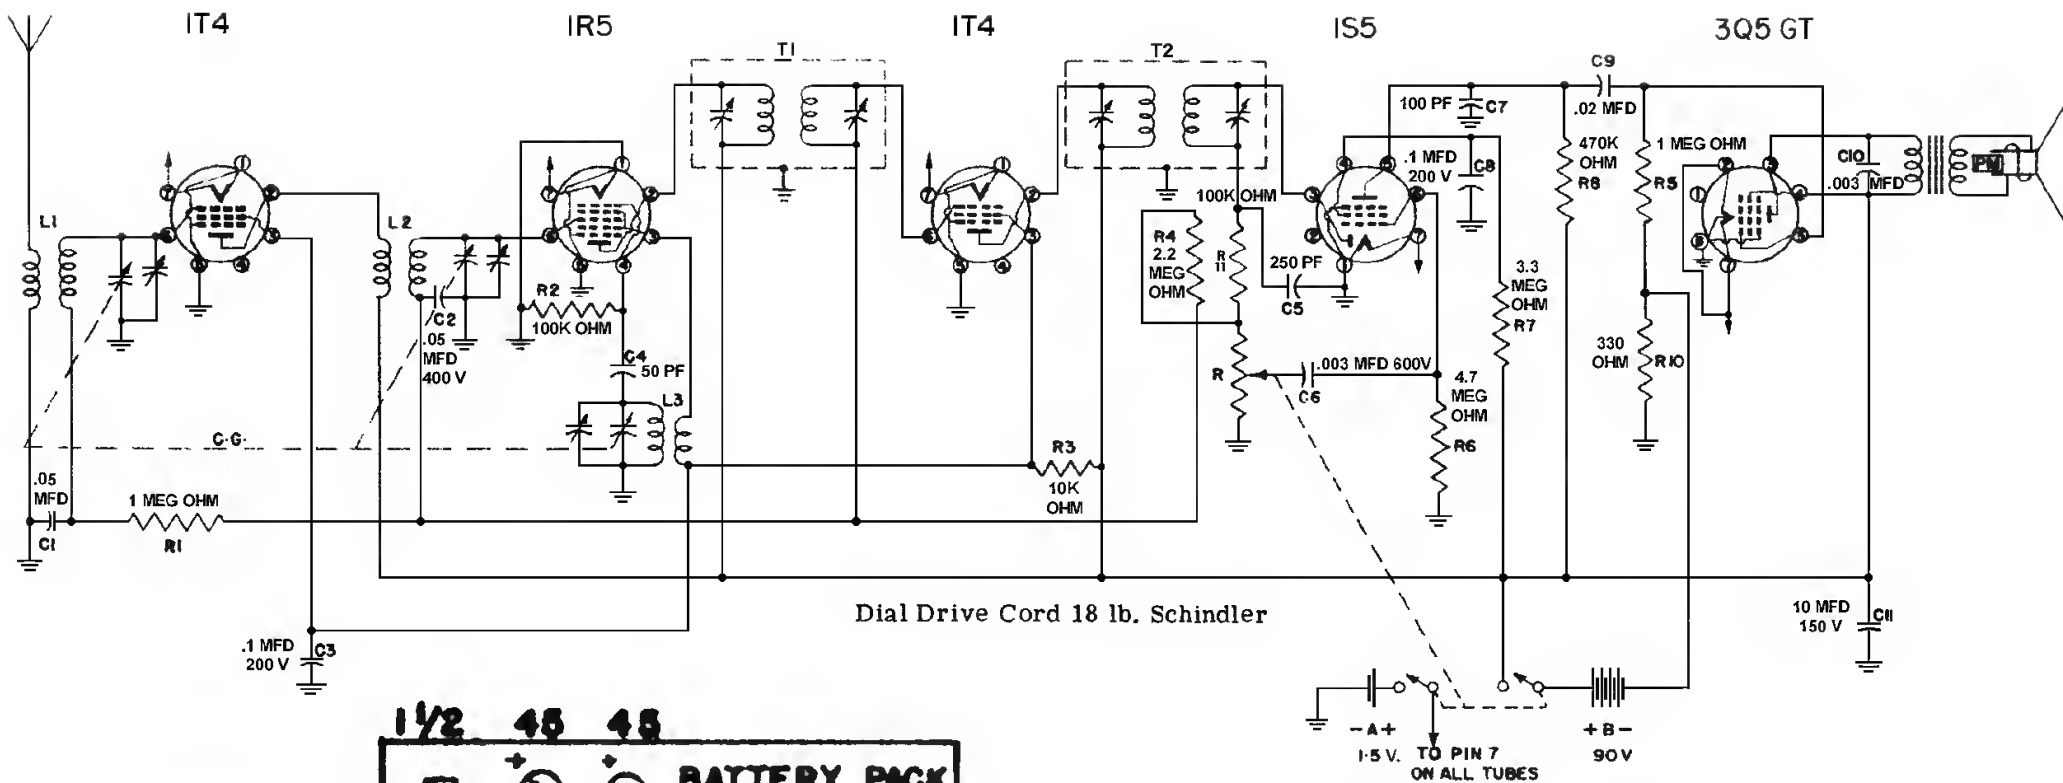 IT4
IR5
IT4
IS5
3Q5 GT
T1
T2
C9
.02 MFD
100 PF
C7
L1
L2
.1 MFD
200 V
C8
470K
OHM
R8
1 MEG OHM
R5
C10
.003 MFD
PM
100K OHM
R
11
R4
2.2
MEG
OHM
250 PF
C5
R2
100K OHM
C2
.05
MFD
400 V
C4
50 PF
L3
3.3
MEG
OHM
R7
330
OHM
R10
R
.003 MFD 600V
C6
4.7
MEG
OHM
R6
C·G·
R3
10K
OHM
.05
MFD
C1
1 MEG OHM
R1
Dial Drive Cord 18 lb. Schindler
10 MFD
150 V
C11
.1 MFD
200 V
C3
-A+
1·5 V.
TO PIN 7
ON ALL TUBES
+B-
90V
1 1/2 45 45
+ +
BATTERY PACK